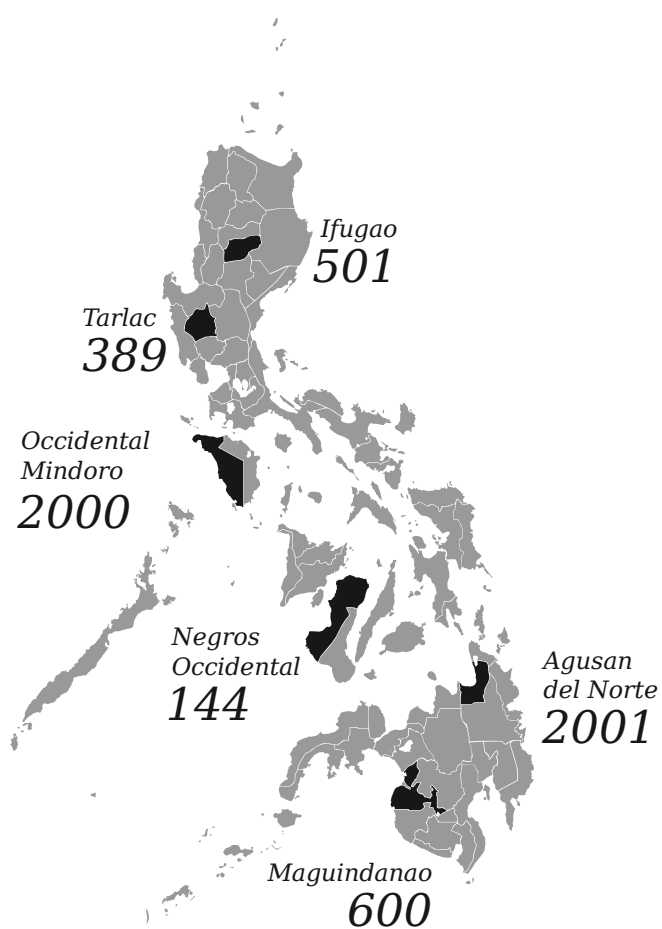 Ifugao
501
Tarlac
389
Occidental
Mindoro
2000
Negros
Occidental
144
Agusan
del Norte
2001
Maguindanao
600